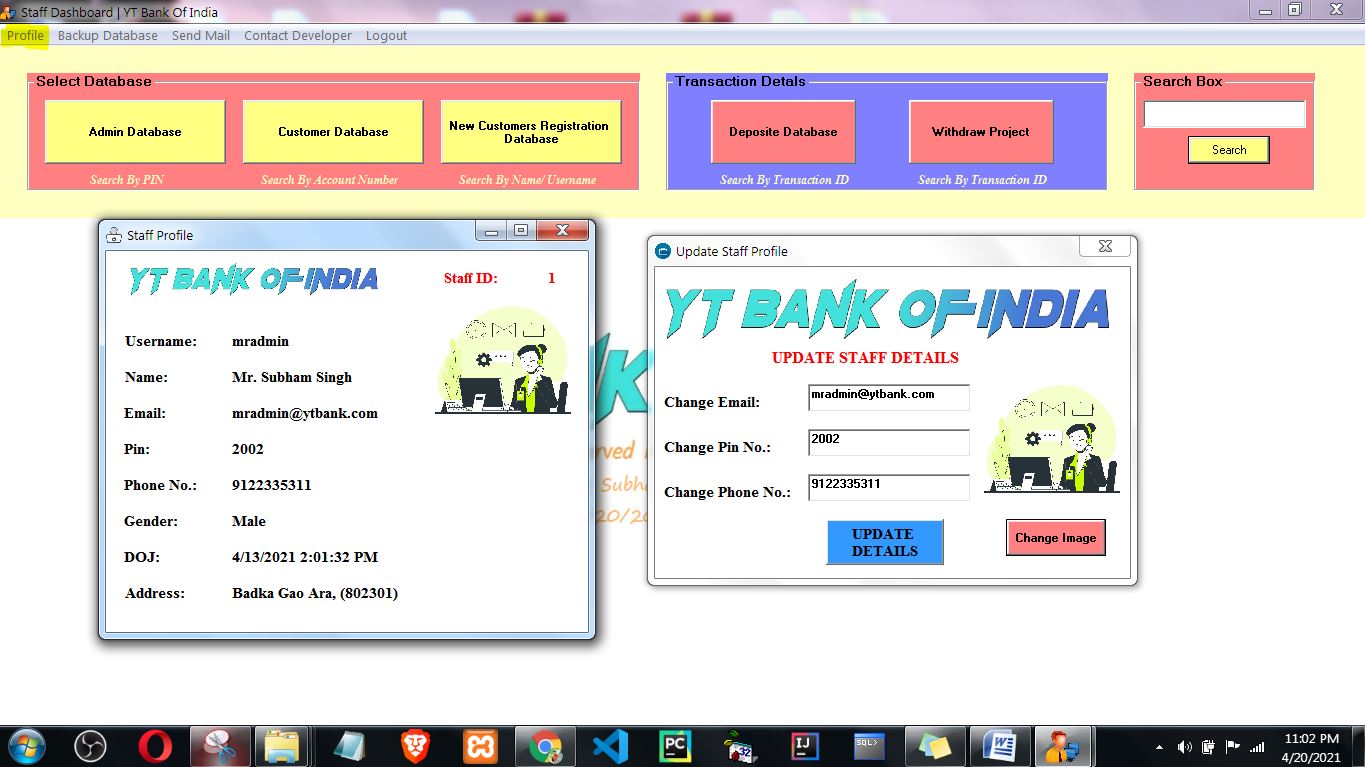 Staff Dashboard | YT Bank Of India
Profile Backup Database Send Mail Contact Developer Logout
Select Database
Admin Database
Customer Database
New Customers Registration
Database
Search By PIN
Search By Account Number
Search By Name/ Username
Transaction Detals
Deposite Database
Withdraw Project
Search By Transaction ID
Search By Transaction ID
Search Box
Search
Staff Profile
YT BANK OF INDIA
Staff ID: 1
Username: mradmin
Name: Mr. Subham Singh
Email: mradmin@ytbank.com
Pin: 2002
Phone No.: 9122335311
Gender: Male
DOJ: 4/13/2021 2:01:32 PM
Address: Badka Gao Ara, (802301)
Update Staff Profile
YT BANK OF INDIA
UPDATE STAFF DETAILS
Change Email: mradmin@ytbank.com
Change Pin No.: 2002
Change Phone No.: 9122335311
UPDATE
DETAILS
Change Image
PC
32
IJ
SQL>
W
11:02 PM
4/20/2021